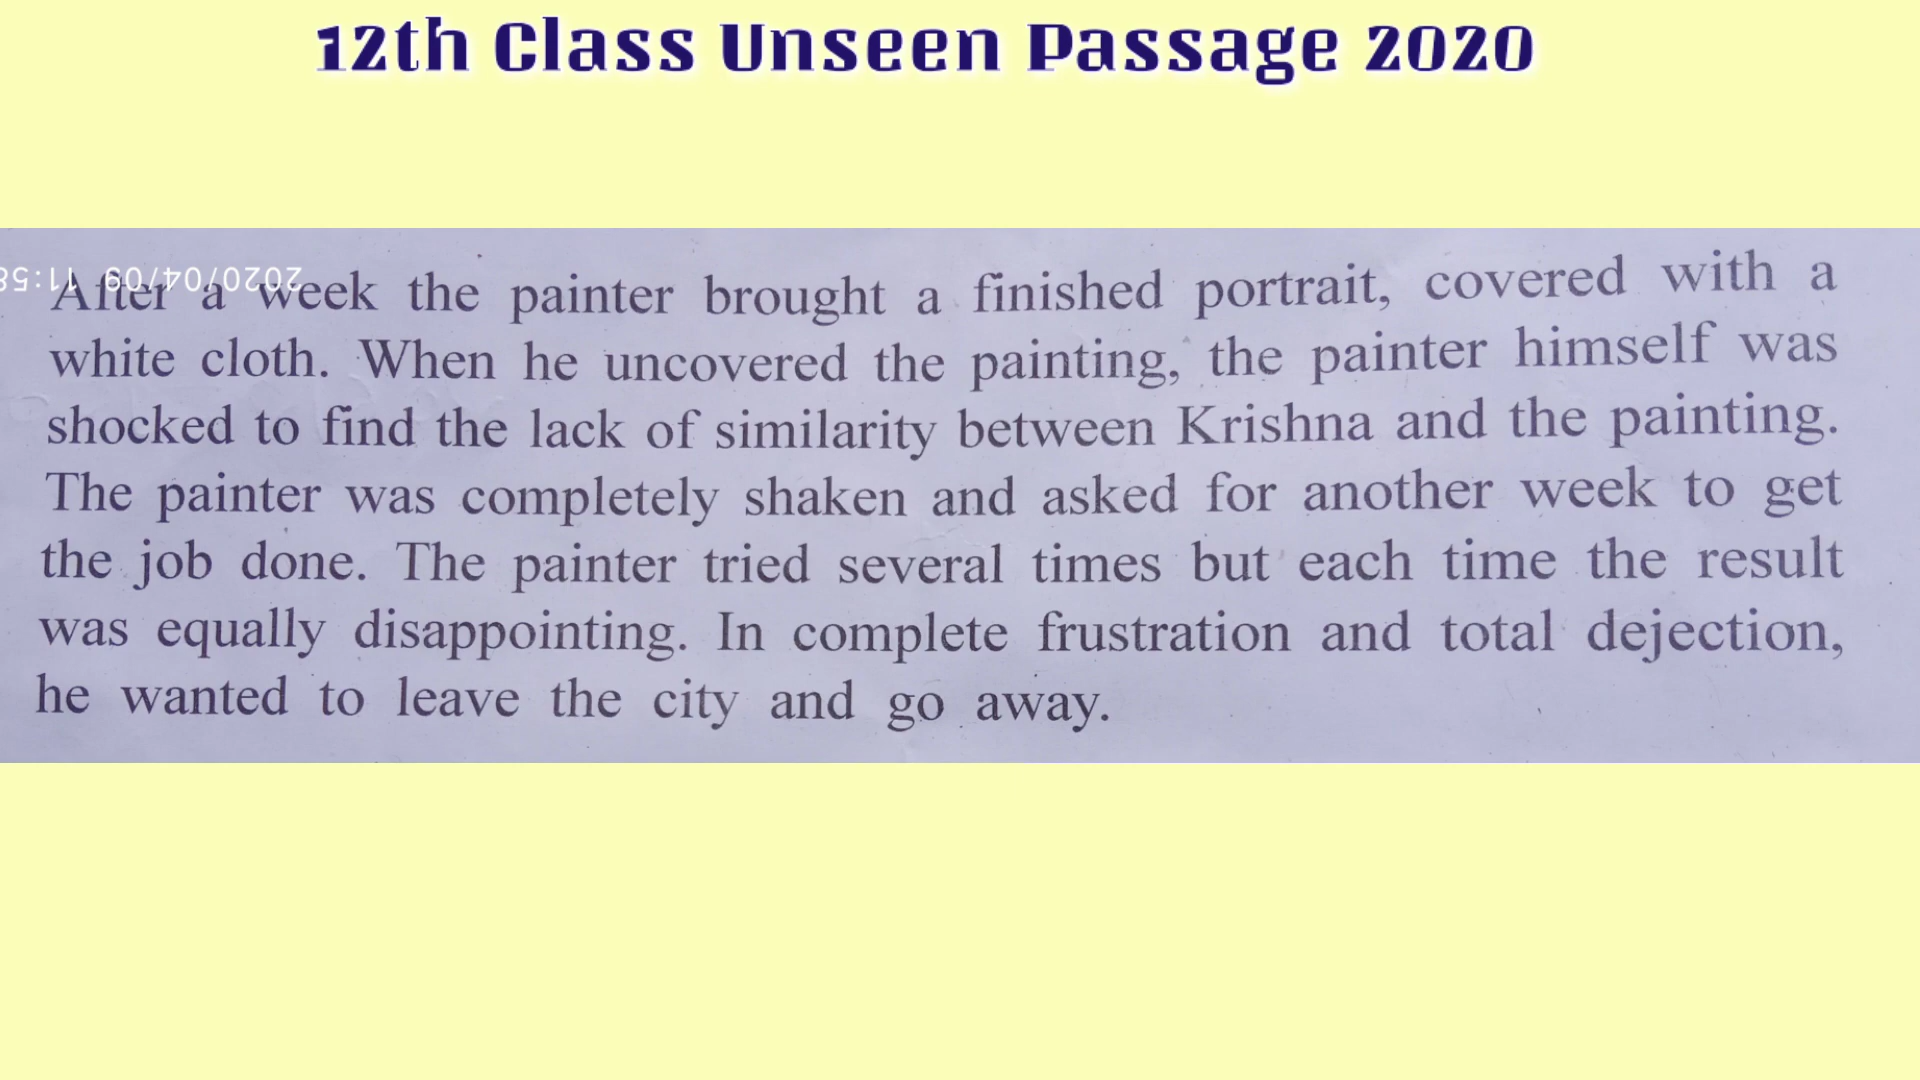 12th Class Unseen Passage 2020
2020/04/09 11:58
After a week the painter brought a finished portrait, covered with a
white cloth. When he uncovered the painting, the painter himself was
shocked to find the lack of similarity between Krishna and the painting.
The painter was completely shaken and asked for another week to get
the job done. The painter tried several times but each time the result
was equally disappointing. In complete frustration and total dejection,
he wanted to leave the city and go away.